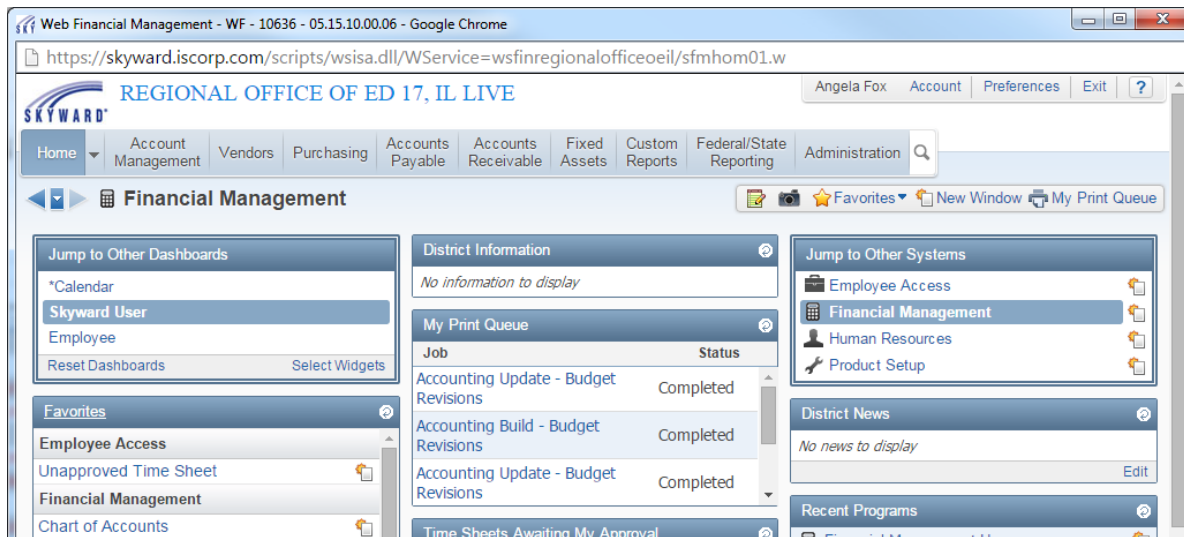 Web Financial Management - WF - 10636 - 05.15.10.00.06 - Google Chrome
https://skyward.iscorp.com/scripts/wsisa.dll/WService=wsfinregionalofficeoeil/sfmhom01.w
SKYWARD
REGIONAL OFFICE OF ED 17, IL LIVE
Angela Fox Account Preferences Exit ?
Home Account Management Vendors Purchasing Accounts Payable Accounts Receivable Fixed Assets Custom Reports Federal/State Reporting Administration
Financial Management
Favorites New Window My Print Queue
Jump to Other Dashboards
*Calendar
Skyward User
Employee
Reset Dashboards Select Widgets
Favorites
Employee Access
Unapproved Time Sheet
Financial Management
Chart of Accounts
District Information
No information to display
My Print Queue
Job Status
Accounting Update - Budget Revisions Completed
Accounting Build - Budget Revisions Completed
Accounting Update - Budget Revisions Completed
Time Sheets Awaiting My Approval
Jump to Other Systems
Employee Access
Financial Management
Human Resources
Product Setup
District News
No news to display
Edit
Recent Programs